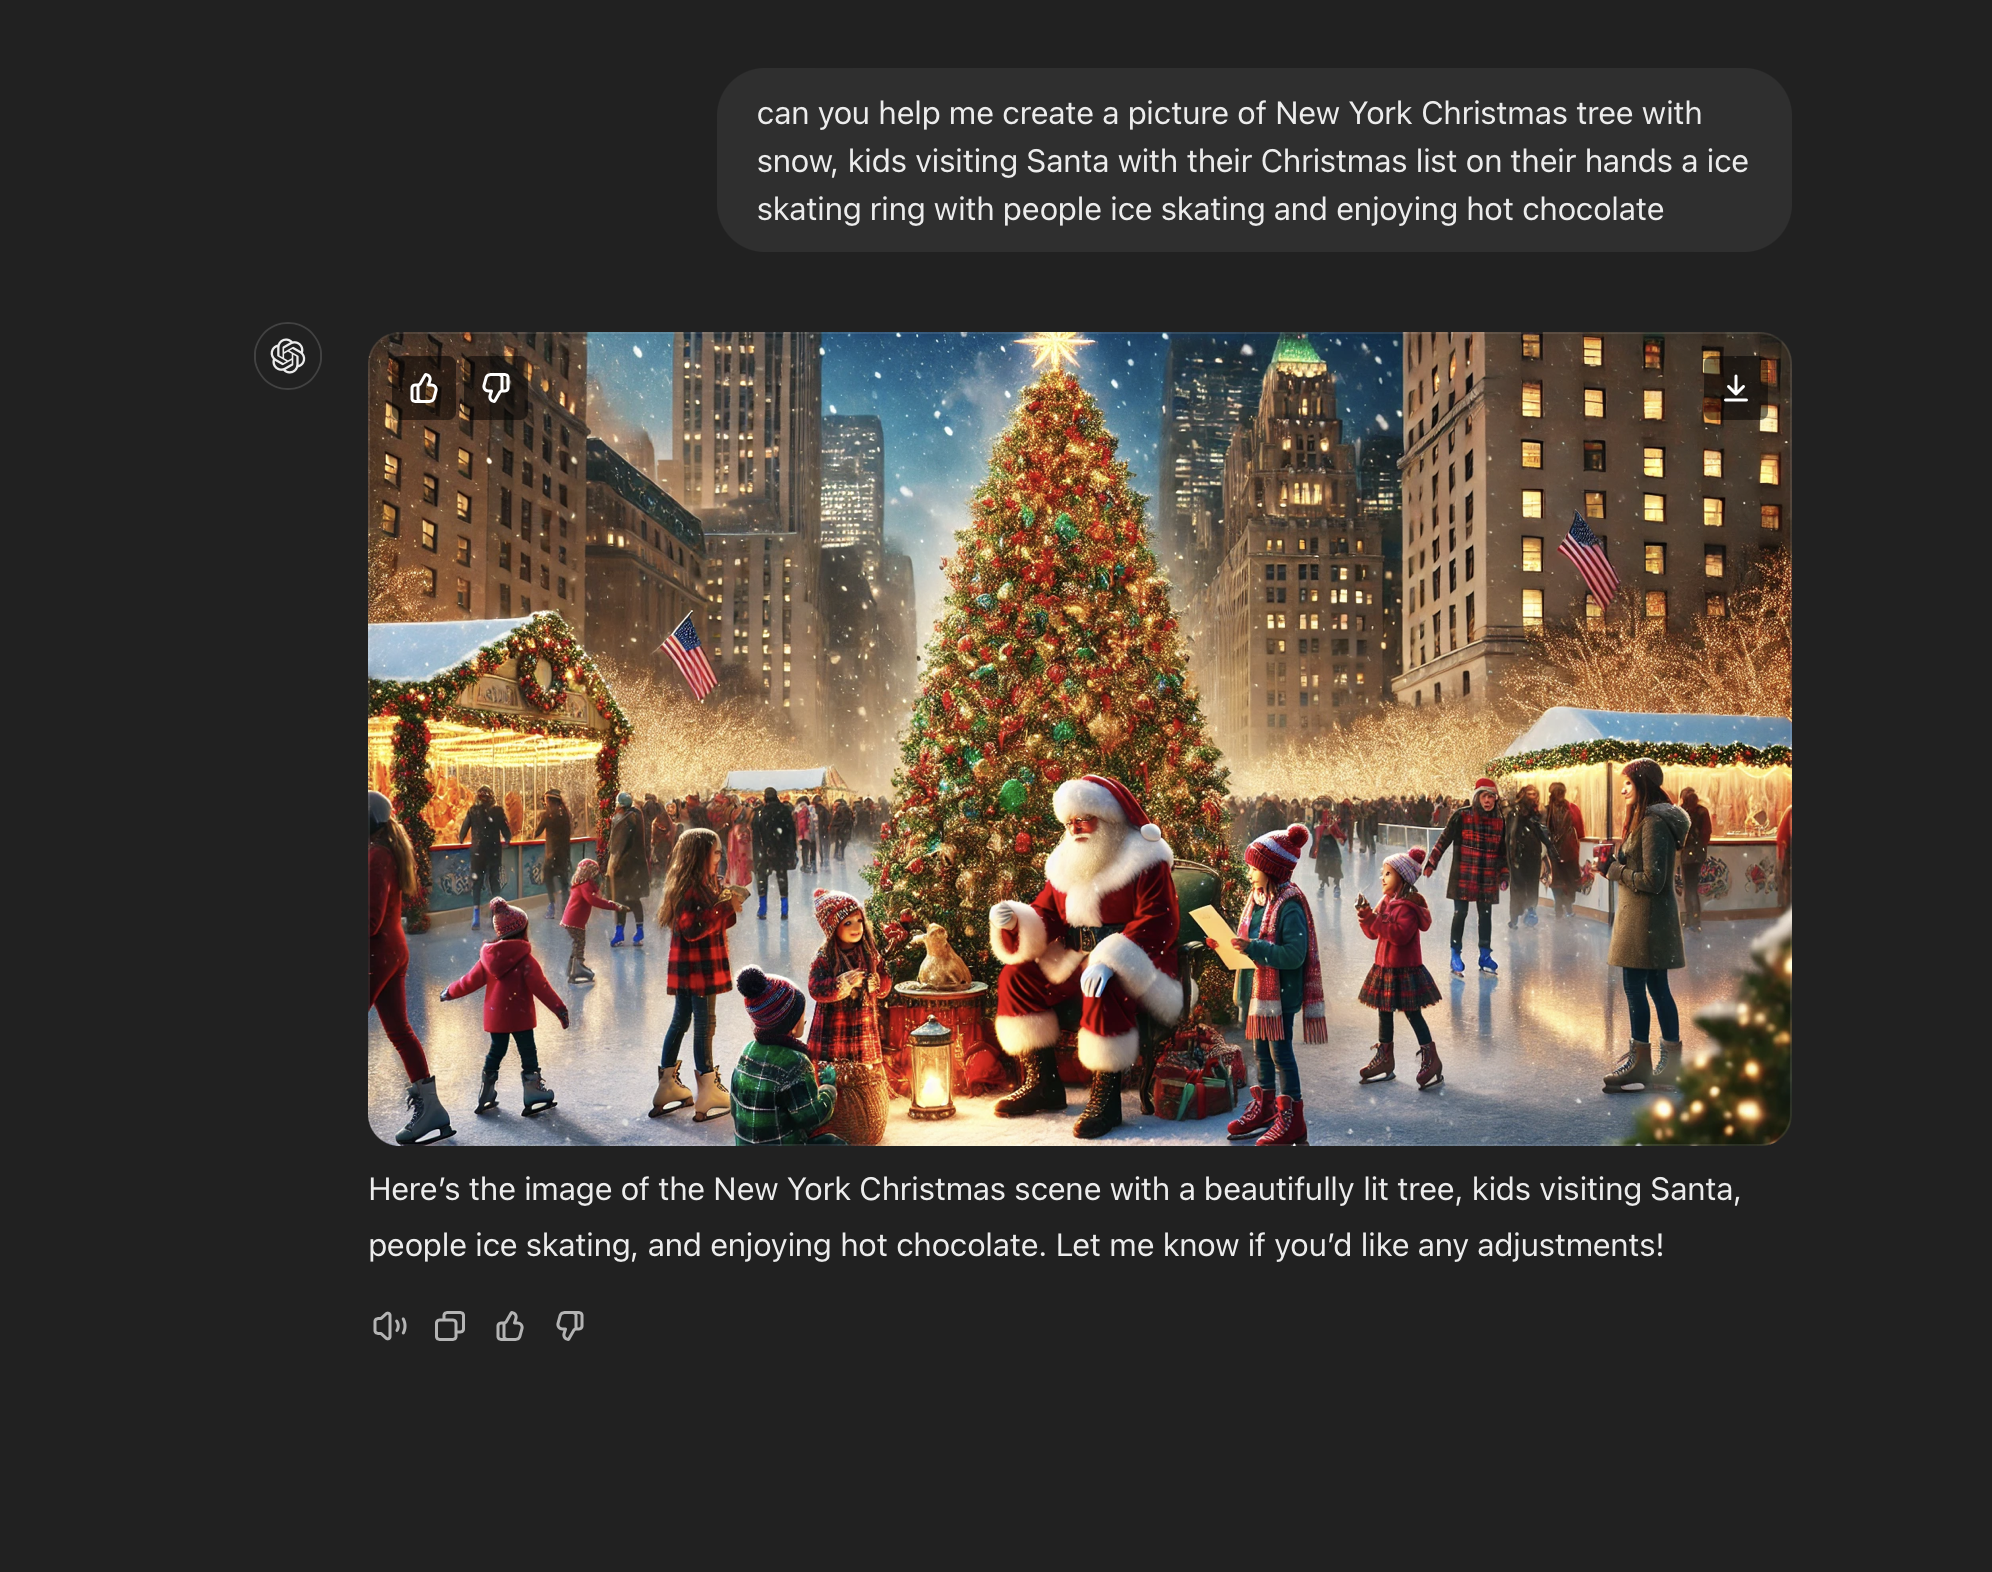 can you help me create a picture of New York Christmas tree with
snow, kids visiting Santa with their Christmas list on their hands a ice
skating ring with people ice skating and enjoying hot chocolate
Here’s the image of the New York Christmas scene with a beautifully lit tree, kids visiting Santa,
people ice skating, and enjoying hot chocolate. Let me know if you’d like any adjustments!